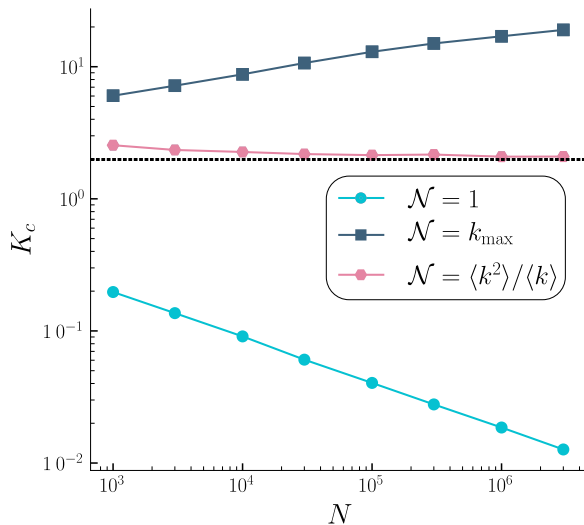 10¹
10⁰
10⁻¹
10⁻²
K_c
𝒩 = 1
𝒩 = k_max
𝒩 = ⟨k²⟩/⟨k⟩
10³ 10⁴ 10⁵ 10⁶
N